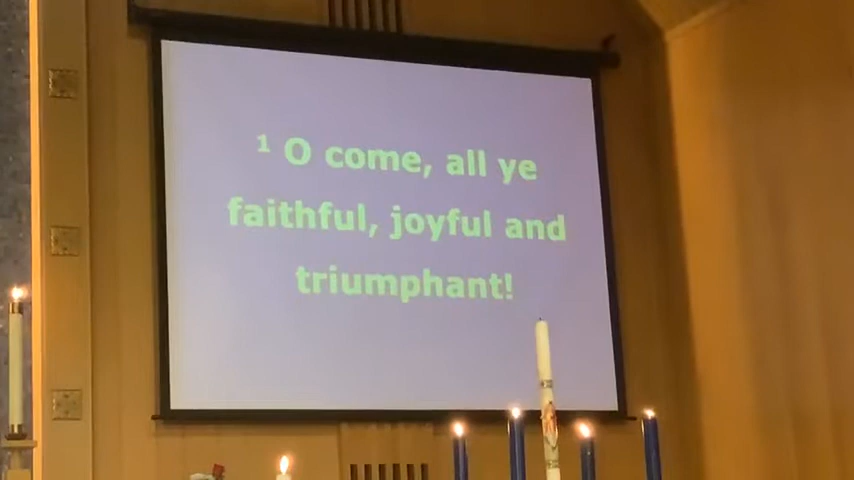 ¹ O come, all ye
faithful, joyful and
triumphant!